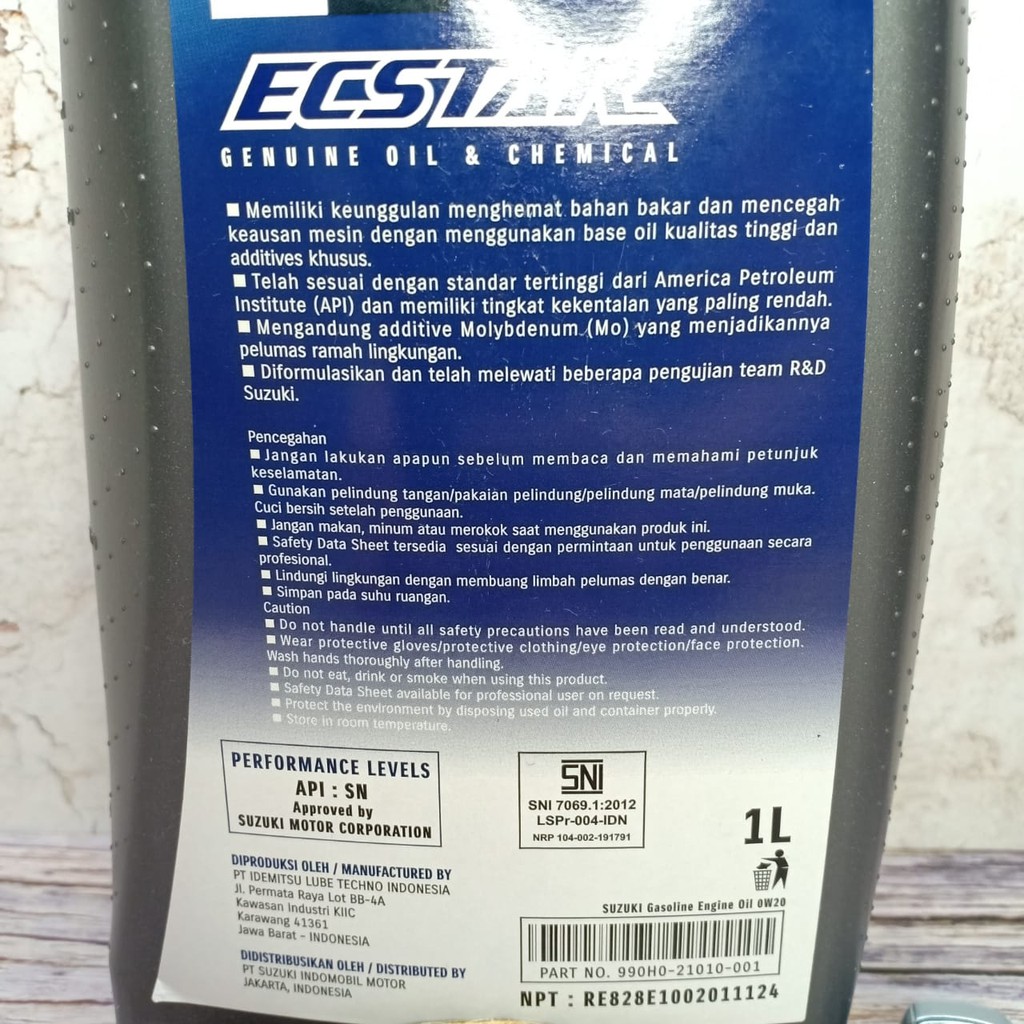 ECSTAR
GENUINE OIL & CHEMICAL
■ Memiliki keunggulan menghemat bahan bakar dan mencegah
keausan mesin dengan menggunakan base oil kualitas tinggi dan
additives khusus.
■ Telah sesuai dengan standar tertinggi dari America Petroleum
Institute (API) dan memiliki tingkat kekentalan yang paling rendah.
■ Mengandung additive Molybdenum (Mo) yang menjadikannya
pelumas ramah lingkungan.
■ Diformulasikan dan telah melewati beberapa pengujian team R&D
Suzuki.
Pencegahan
■ Jangan lakukan apapun sebelum membaca dan memahami petunjuk
keselamatan.
■ Gunakan pelindung tangan/pakaian pelindung/pelindung mata/pelindung muka.
Cuci bersih setelah penggunaan.
■ Jangan makan, minum atau merokok saat menggunakan produk ini.
■ Safety Data Sheet tersedia sesuai dengan permintaan untuk penggunaan secara
profesional.
■ Lindungi lingkungan dengan membuang limbah pelumas dengan benar.
■ Simpan pada suhu ruangan.
Caution
■ Do not handle until all safety precautions have been read and understood.
■ Wear protective gloves/protective clothing/eye protection/face protection.
Wash hands thoroughly after handling.
■ Do not eat, drink or smoke when using this product.
■ Safety Data Sheet available for professional user on request.
■ Protect the environment by disposing used oil and container properly.
■ Store in room temperature.
PERFORMANCE LEVELS
API : SN
Approved by
SUZUKI MOTOR CORPORATION
SNI
SNI 7069.1:2012
LSPr-004-IDN
NRP 104-002-191791
1L
DIPRODUKSI OLEH / MANUFACTURED BY
PT IDEMITSU LUBE TECHNO INDONESIA
Jl. Permata Raya Lot BB-4A
Kawasan Industri KIIC
Karawang 41361
Jawa Barat - INDONESIA
DIDISTRIBUSIKAN OLEH / DISTRIBUTED BY
PT SUZUKI INDOMOBIL MOTOR
JAKARTA, INDONESIA
SUZUKI Gasoline Engine Oil 0W20
PART NO. 990H0-21010-001
NPT : RE828E1002011124